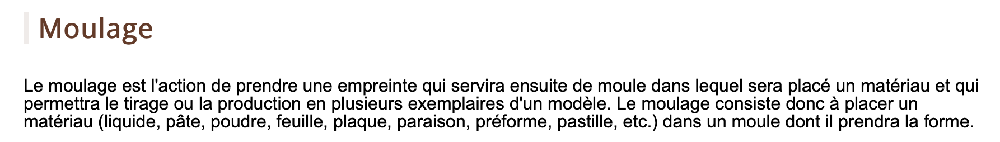 Moulage
Le moulage est l'action de prendre une empreinte qui servira ensuite de moule dans lequel sera placé un matériau et qui
permettra le tirage ou la production en plusieurs exemplaires d'un modèle. Le moulage consiste donc à placer un
matériau (liquide, pâte, poudre, feuille, plaque, paraison, préforme, pastille, etc.) dans un moule dont il prendra la forme.